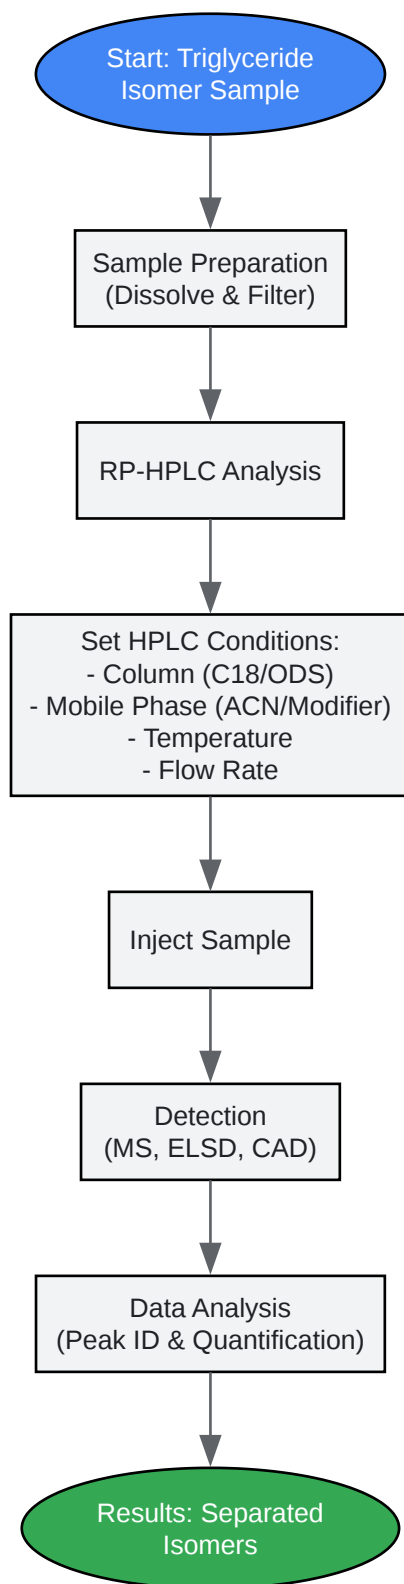 Start: Triglyceride
Isomer Sample
Sample Preparation
(Dissolve & Filter)
RP-HPLC Analysis
Set HPLC Conditions:
- Column (C18/ODS)
- Mobile Phase (ACN/Modifier)
- Temperature
- Flow Rate
Inject Sample
Detection
(MS, ELSD, CAD)
Data Analysis
(Peak ID & Quantification)
Results: Separated
Isomers